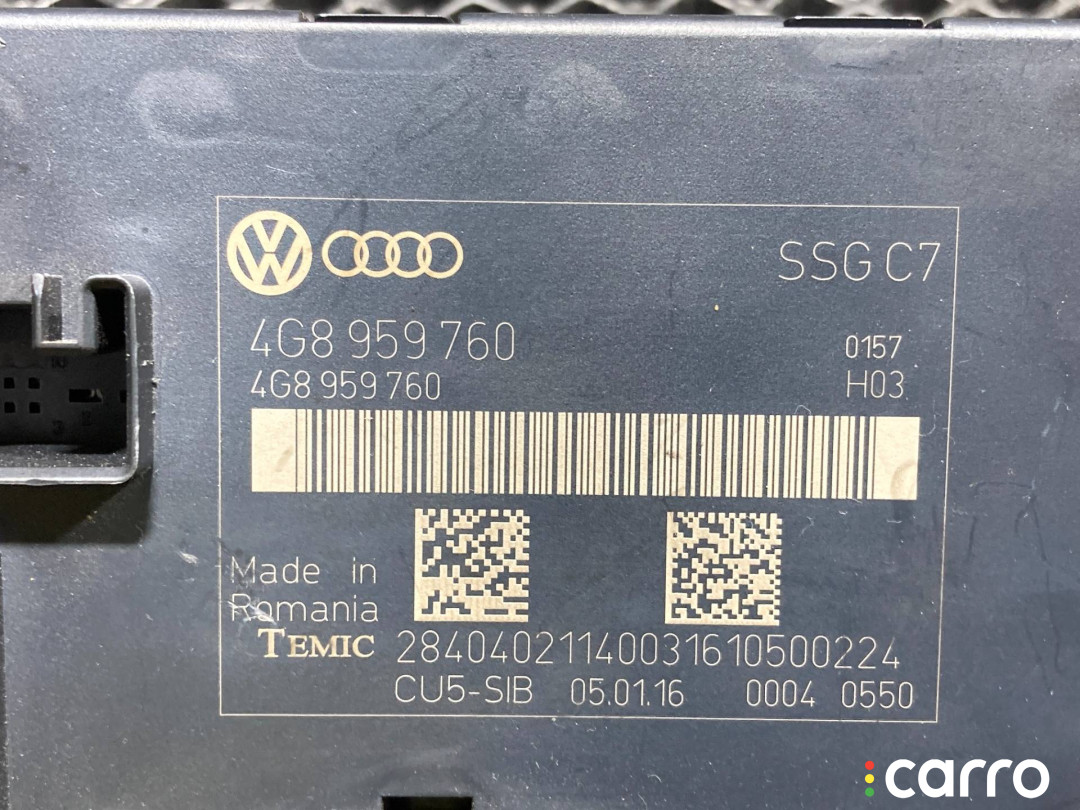 SSG C7
4G8 959 760
0157
4G8 959 760
H03
Made in
Romania
TEMIC 28404021140031610500224
CU5-SIB 05.01.16 0004 0550
carro